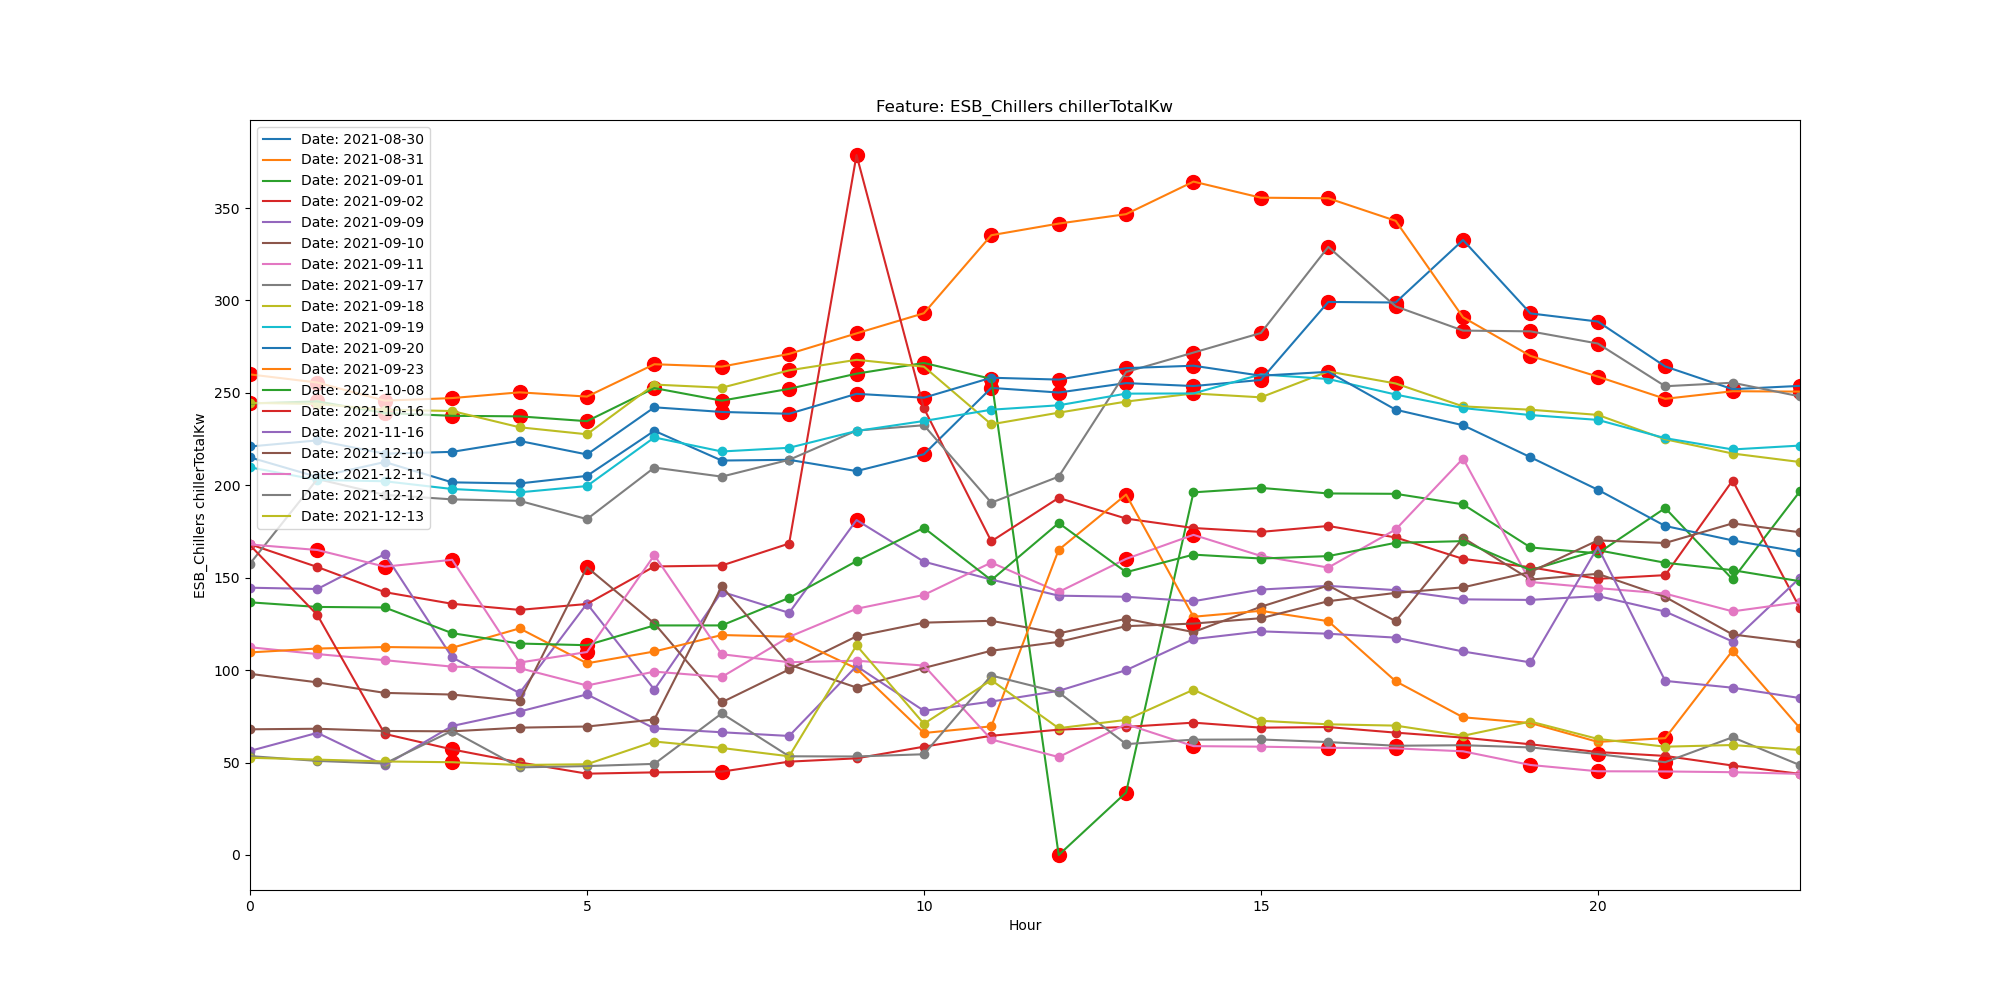 Feature: ESB_Chillers chillerTotalKw
Date: 2021-08-30
Date: 2021-08-31
Date: 2021-09-01
Date: 2021-09-02
Date: 2021-09-09
Date: 2021-09-10
Date: 2021-09-11
Date: 2021-09-17
Date: 2021-09-18
Date: 2021-09-19
Date: 2021-09-20
Date: 2021-09-23
Date: 2021-10-08
Date: 2021-10-16
Date: 2021-11-16
Date: 2021-12-10
Date: 2021-12-11
Date: 2021-12-12
Date: 2021-12-13
ESB_Chillers chillerTotalKw
350
300
250
200
150
100
50
0
0 5 10 15 20
Hour